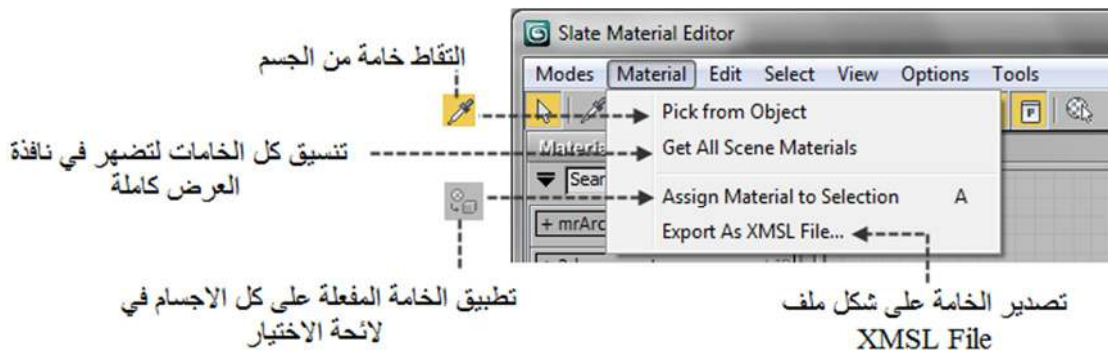 Slate Material Editor
Modes Material Edit Select View Options Tools
التقاط خامة من الجسم
Pick from Object
Get All Scene Materials
تنسيق كل الخامات لتضهر في نافذة
العرض كاملة
Materia
Sear
Assign Material to Selection A
+ mrArc
Export As XMSL File...
تطبيق الخامة المفعلة على كل الاجسام في
لائحة الاختيار
تصدير الخامة على شكل ملف
XMSL File